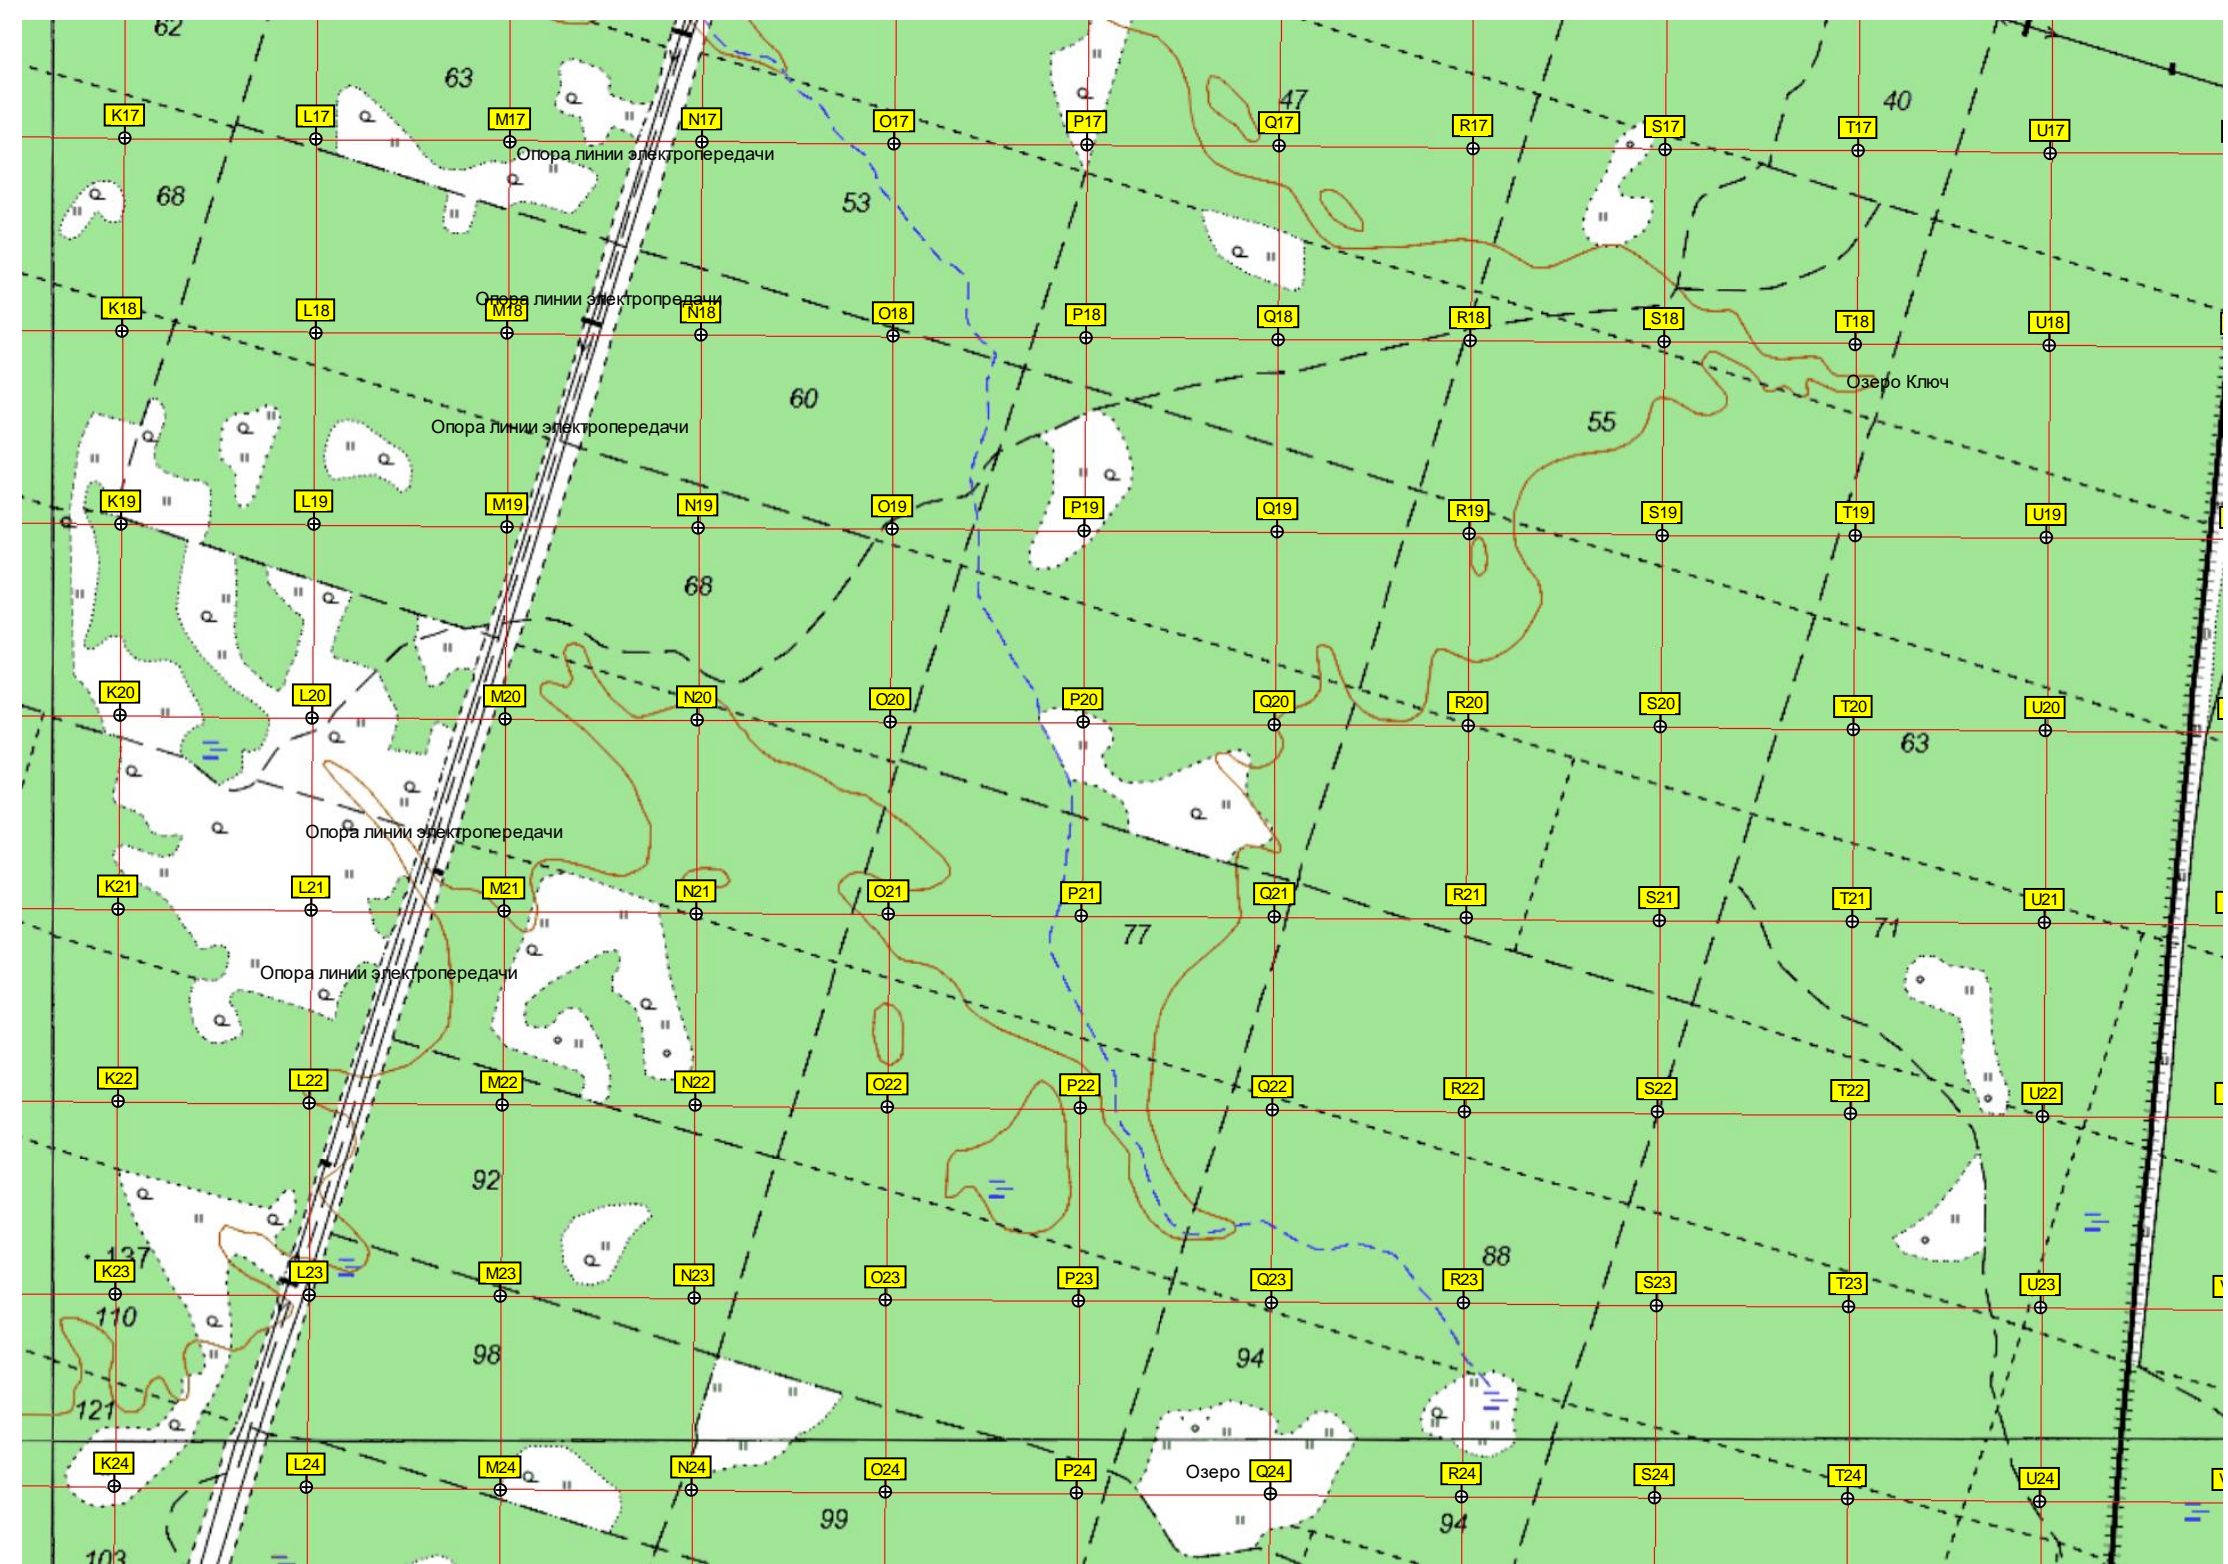 62
63
47
40
K17
L17
M17
N17
O17
P17
Q17
R17
S17
T17
U17
Опора линии электропередачи
68
53
Опора линии электропредачи
K18
L18
M18
N18
O18
P18
Q18
R18
S18
T18
U18
Озеро Ключ
60
55
Опора линии электропередачи
K19
L19
M19
N19
O19
P19
Q19
R19
S19
T19
U19
68
K20
L20
M20
N20
O20
P20
Q20
R20
S20
T20
U20
63
Опора линии электропередачи
K21
L21
M21
N21
O21
P21
Q21
R21
S21
T21
U21
77
71
Опора линии электропередачи
K22
L22
M22
N22
O22
P22
Q22
R22
S22
T22
U22
92
137
88
K23
L23
M23
N23
O23
P23
Q23
R23
S23
T23
U23
110
98
94
121
K24
L24
M24
N24
O24
P24
Озеро
Q24
R24
S24
T24
U24
99
94
103